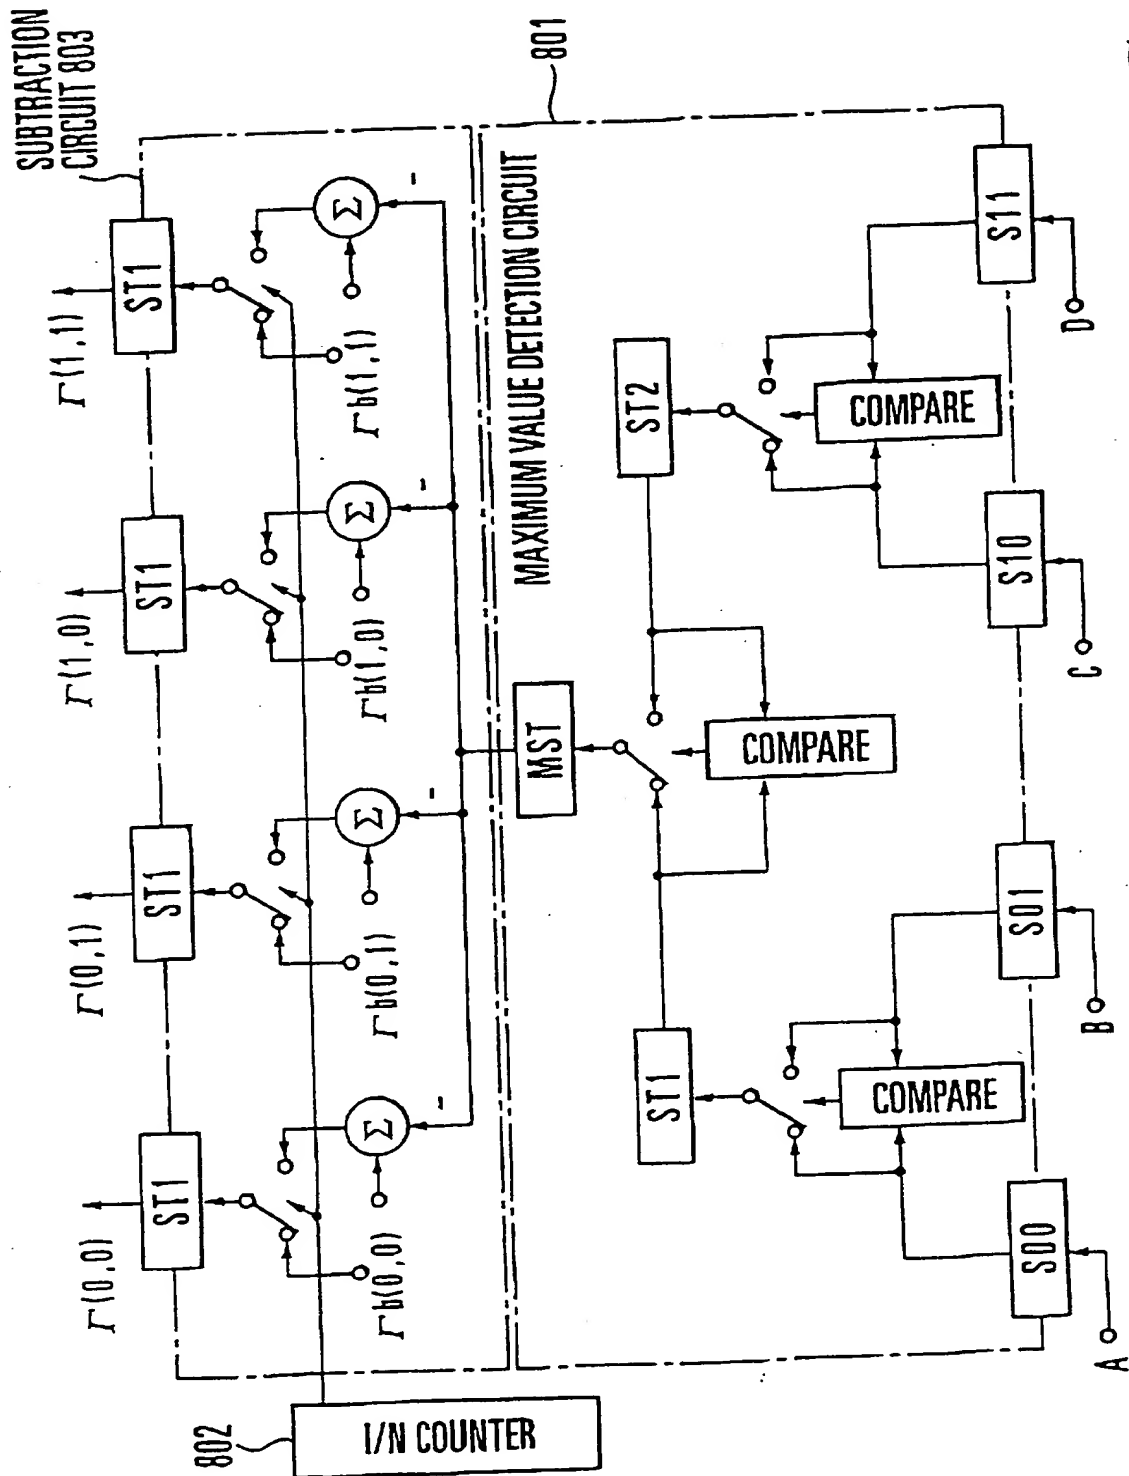 SUBTRACTION
CIRCUIT 803
Γ(0,0)
Γ(0,1)
Γ(1,0)
Γ(1,1)
ST1
ST1
ST1
ST1
Σ
Σ
Σ
Σ
-
-
-
-
Γb(0,0)
Γb(0,1)
Γb(1,0)
Γb(1,1)
802
I/N COUNTER
MAXIMUM VALUE DETECTION CIRCUIT
801
MST
COMPARE
ST1
ST2
COMPARE
COMPARE
S00
S01
S10
S11
A
B
C
D